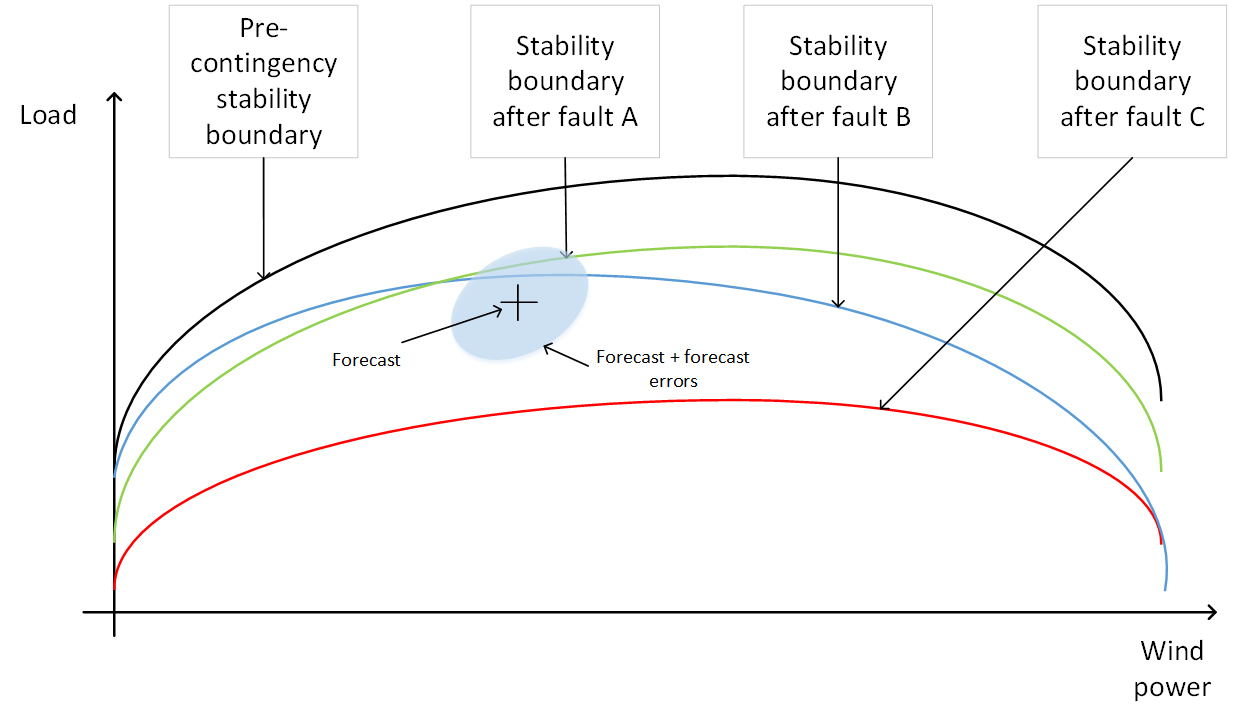 Pre-
contingency
stability
boundary
Stability
boundary
after fault A
Stability
boundary
after fault B
Stability
boundary
after fault C
Load
Forecast
Forecast + forecast
errors
Wind
power